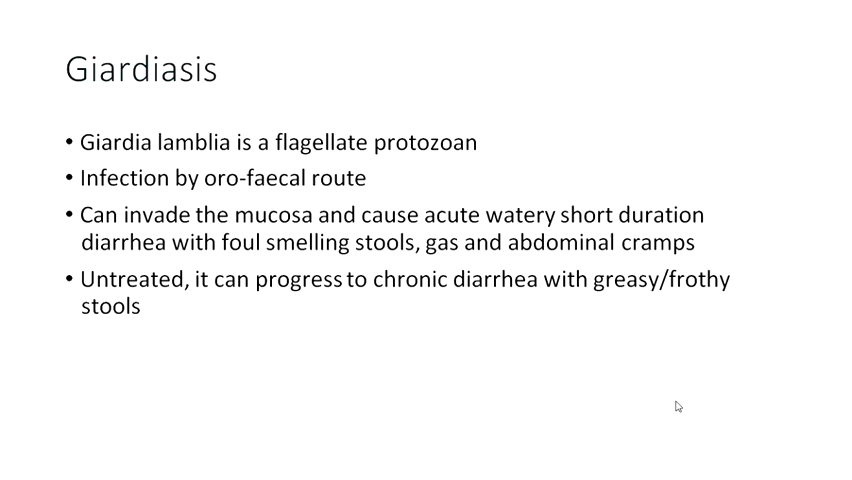 Giardiasis
• Giardia lamblia is a flagellate protozoan
• Infection by oro-faecal route
• Can invade the mucosa and cause acute watery short duration
diarrhea with foul smelling stools, gas and abdominal cramps
• Untreated, it can progress to chronic diarrhea with greasy/frothy
stools